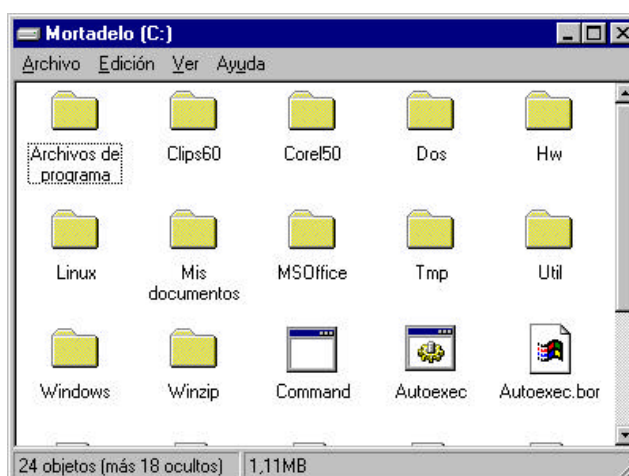 Mortadelo (C:)
Archivo Edición Ver Ayuda
Archivos de programa Clips60 Corel50 Dos Hw
Linux Mis documentos MSOffice Tmp Util
Windows Winzip Command Autoexec Autoexec.bor
24 objetos (más 18 ocultos) 1,11MB